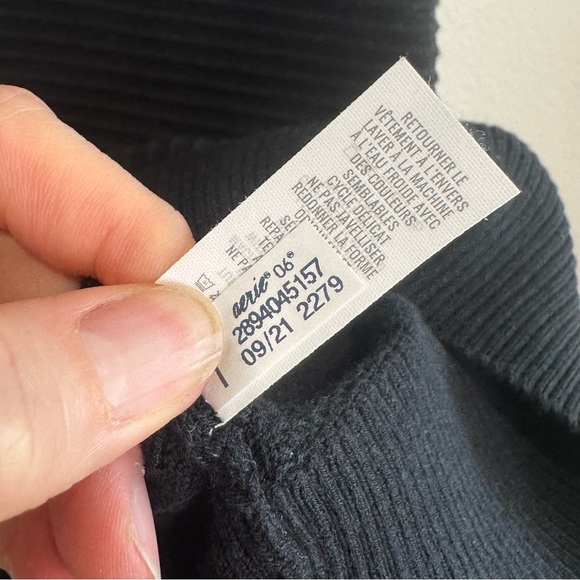 RETOURNER LE
VÊTEMENT À L'ENVERS
LAVER À LA MACHINE
À L'EAU FROIDE AVEC
DES COULEURS
SEMBLABLES
CYCLE DÉLICAT
NE PAS JAVELLISER
REDONNER LA FORME
aerie® 06®
2894045157
09/21 2279